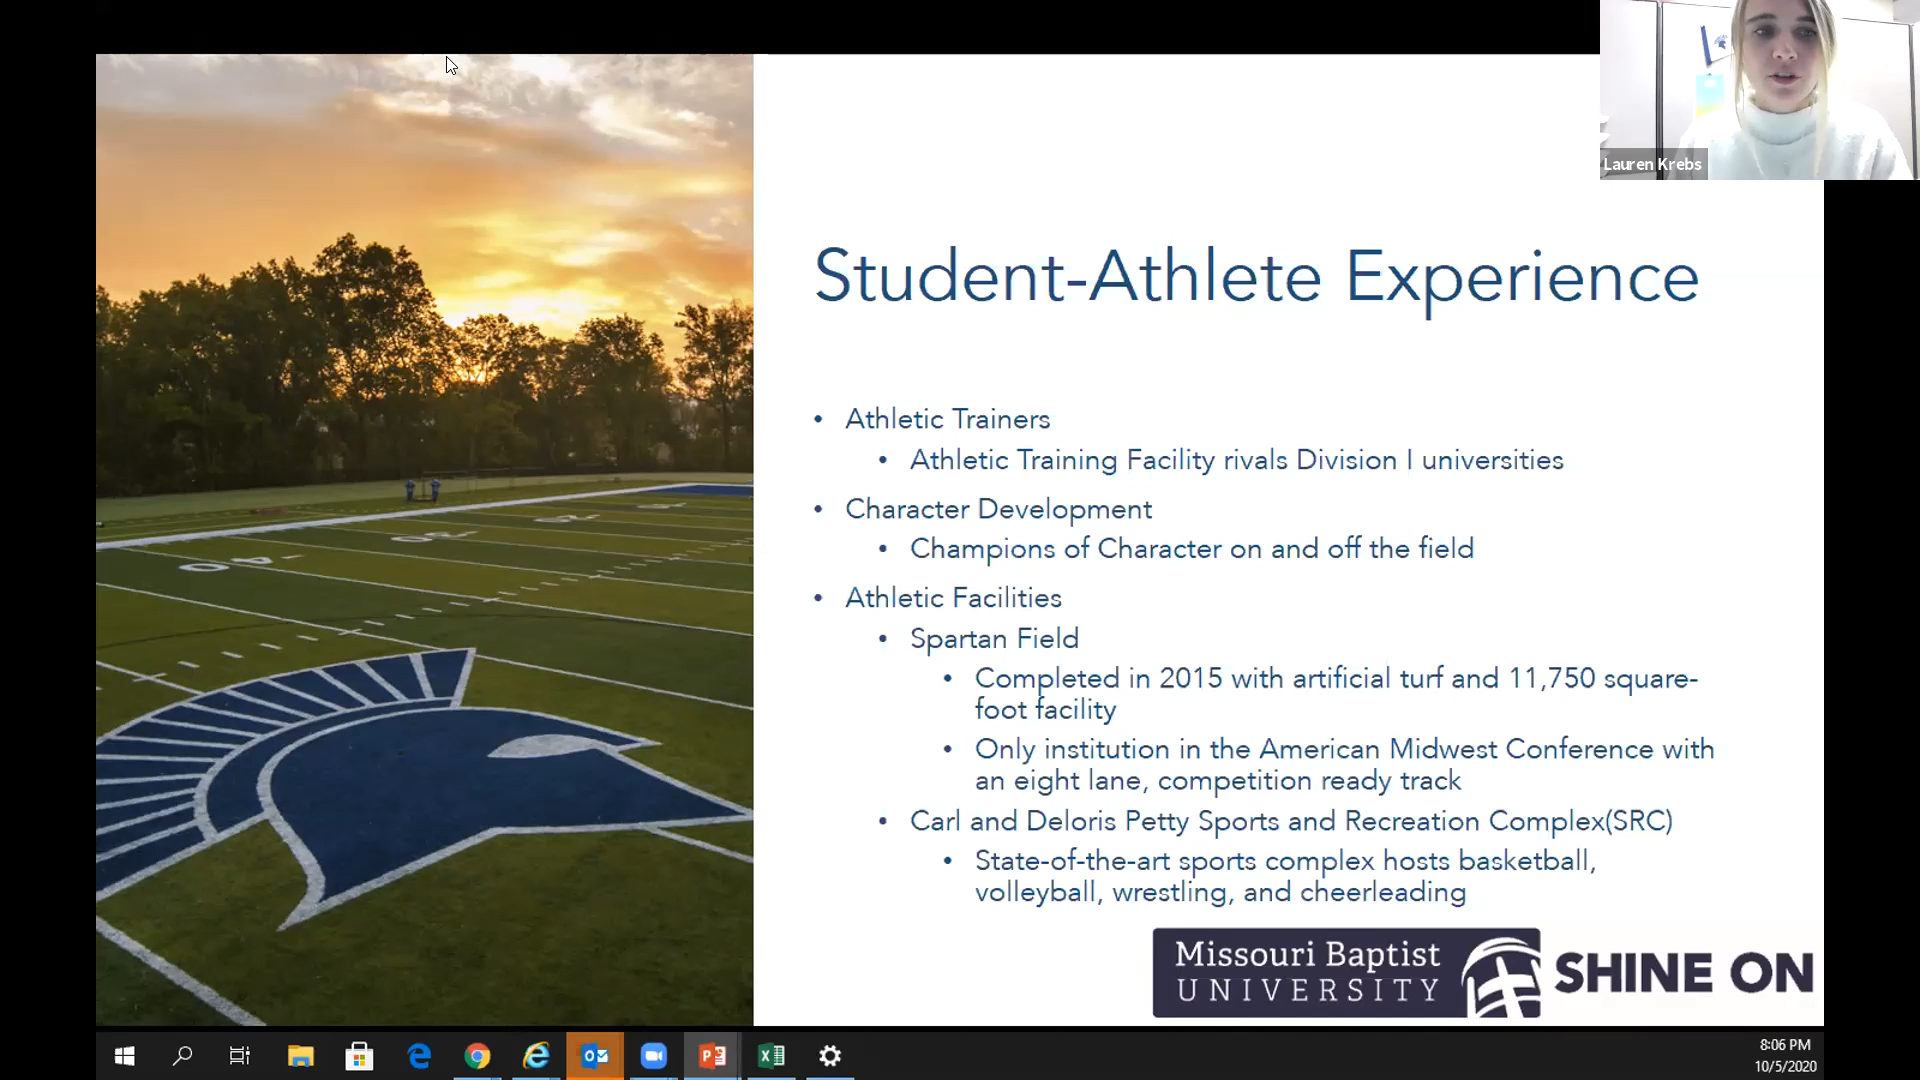 Lauren Krebs
Student-Athlete Experience
• Athletic Trainers
• Athletic Training Facility rivals Division I universities
• Character Development
• Champions of Character on and off the field
• Athletic Facilities
• Spartan Field
• Completed in 2015 with artificial turf and 11,750 square-
foot facility
• Only institution in the American Midwest Conference with
an eight lane, competition ready track
• Carl and Deloris Petty Sports and Recreation Complex(SRC)
• State-of-the-art sports complex hosts basketball,
volleyball, wrestling, and cheerleading
40
30
Missouri Baptist
UNIVERSITY
SHINE ON
8:06 PM
10/5/2020